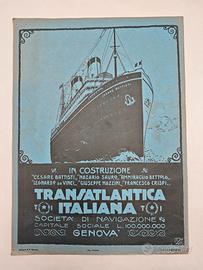 IN COSTRUZIONE
"CESARE BATTISTI", "NAZARIO SAURO", "AMMIRAGLIO BETTOLO",
"LEONARDO DA VINCI", "GIUSEPPE MAZZINI", "FRANCESCO CRISPI",
TRANSATLANTICA
ITALIANA
SOCIETÀ DI NAVIGAZIONE
CAPITALE SOCIALE L. 100.000.000
GENOVA